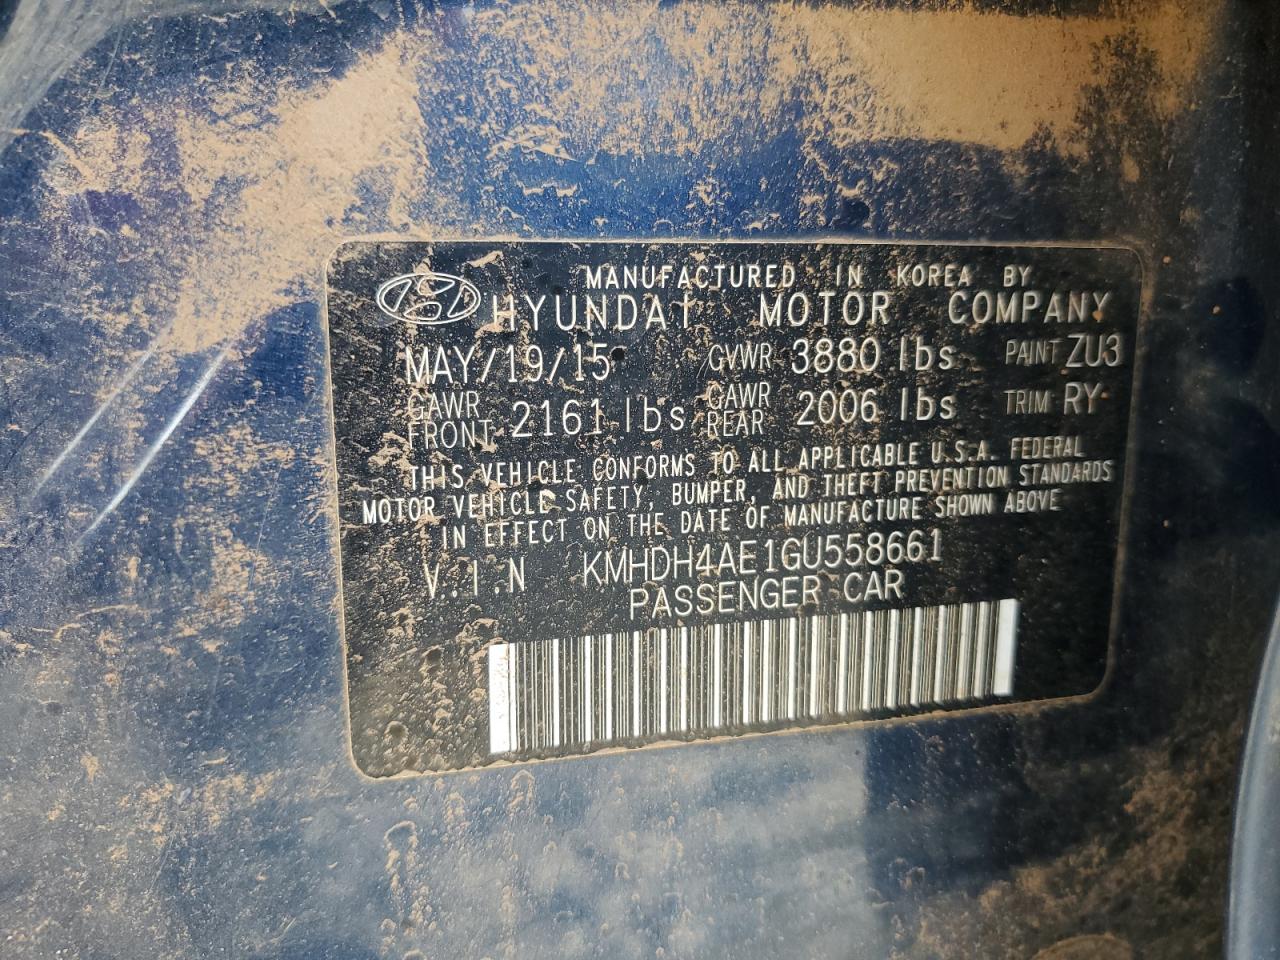 MANUFACTURED IN KOREA BY
HYUNDAI MOTOR COMPANY
MAY/19/15 GVWR 3880 lbs PAINT ZU3
GAWR FRONT 2161 lbs GAWR REAR 2006 lbs TRIM RY
THIS VEHICLE CONFORMS TO ALL APPLICABLE U.S.A. FEDERAL
MOTOR VEHICLE SAFETY, BUMPER, AND THEFT PREVENTION STANDARDS
IN EFFECT ON THE DATE OF MANUFACTURE SHOWN ABOVE
V.I.N KMHDH4AE1GU558661
PASSENGER CAR